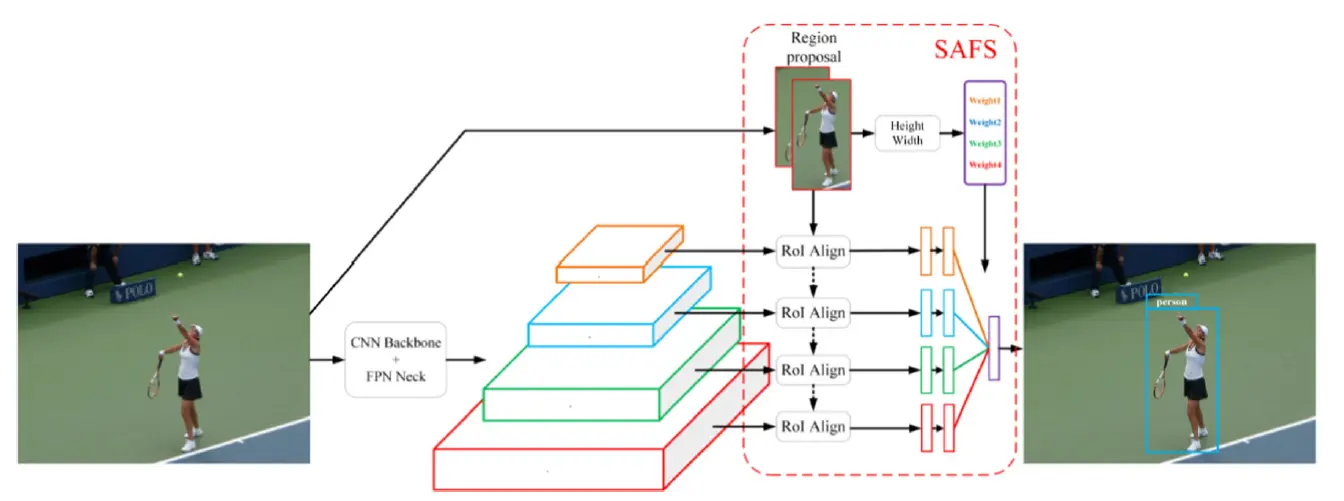 Region
proposal
SAFS
Height
Width
Weight1
Weight2
Weight3
Weight4
CNN Backbone
+
FPN Neck
RoI Align
RoI Align
RoI Align
RoI Align
POLO
POLO
person